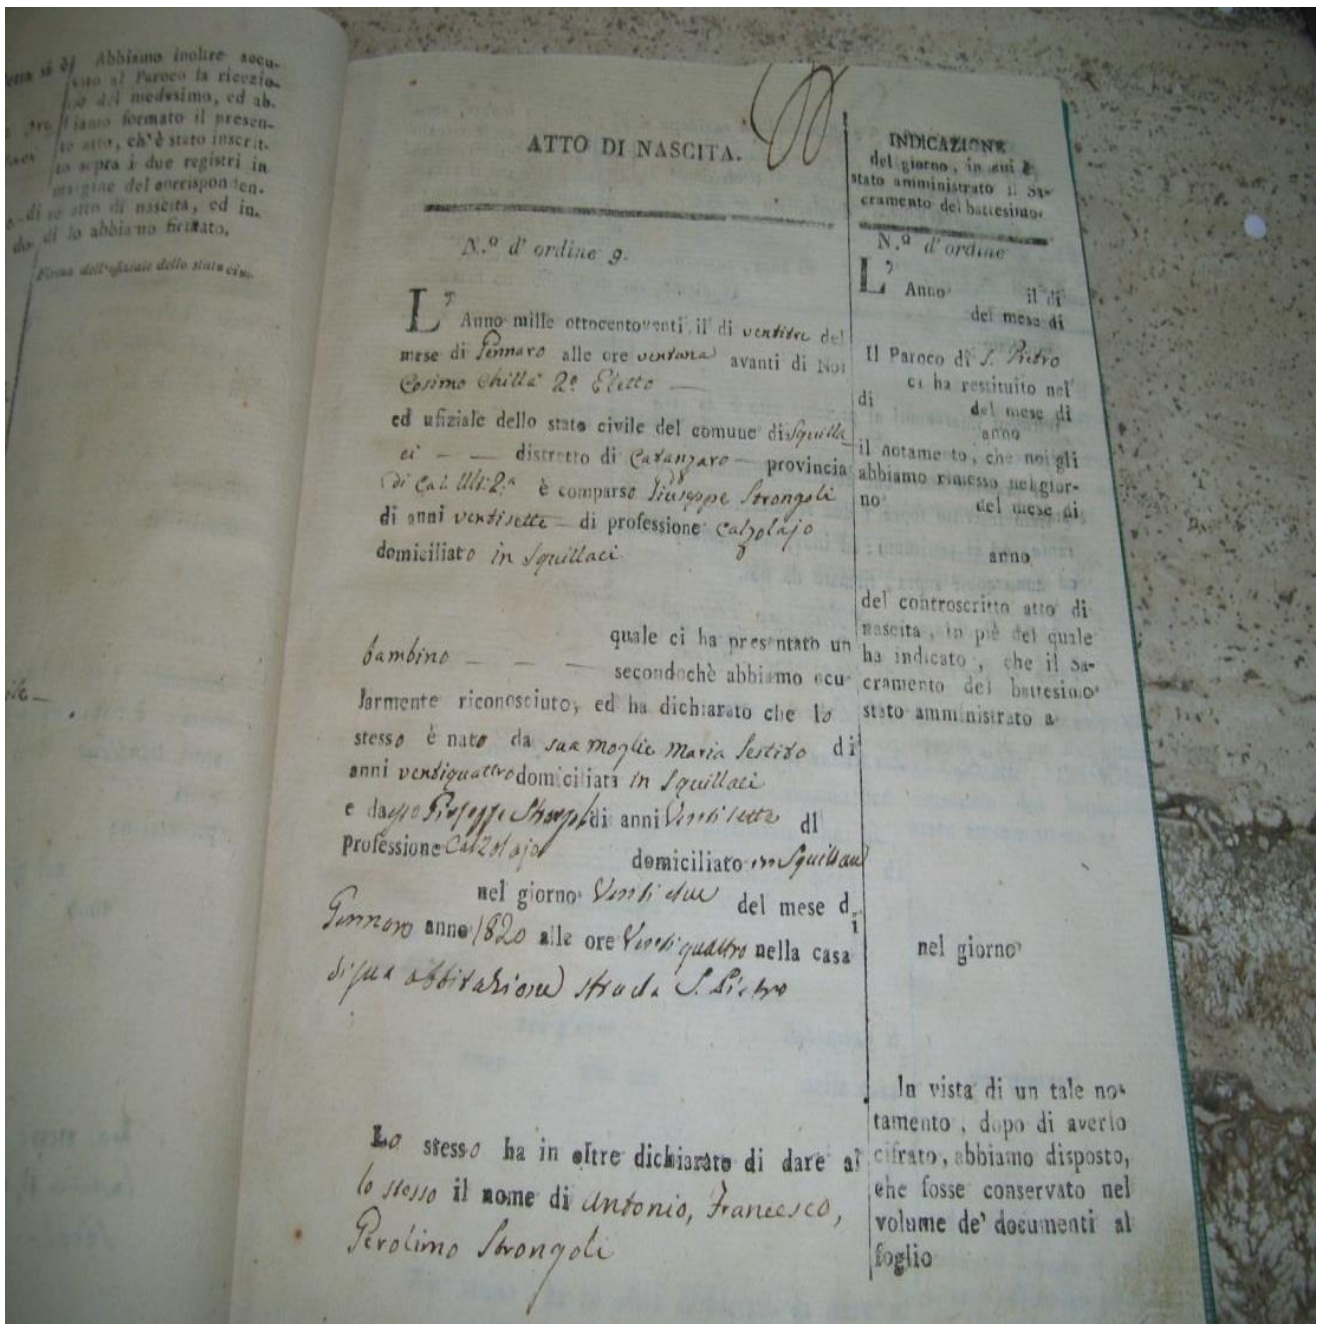 Abbiamo inoltre accu-
al Paroco la ricezio-
del medesimo, ed ab-
formato il presen-
te atto, ch'è stato inscrit-
to sopra i due registri in
margine del corrisponden-
te atto di nascita, ed in-
di lo abbiamo firmato.
Firma dell'ufiziale dello stato
ATTO DI NASCITA.
N.º d'ordine 9.
L'Anno mille ottocentoventi il di ventitre del
mese di Gennaro alle ore avanti di Noi
Cosimo Chillà 2º Eletto —
ed ufiziale dello stato civile del comune di Squilla
ci — — distretto di Catanzaro — provincia
di Cal. Ult. 2.ª è comparso Giuseppe Strongoli
di anni ventisette — di professione calzolajo
domiciliato in Squillaci
quale ci ha presentato un
bambino — — — secondochè abbiamo ocu-
larmente riconosciuto, ed ha dichiarato che lo
stesso è nato da sua moglie Maria Sestito di
anni ventiquattro domiciliata in Squillaci
e da esso Giuseppe di anni Ventisette di
professione Calzolajo domiciliato in Squillaci
nel giorno Ventidue del mese di
Gennaro anno 1820 alle ore Ventiquattro nella casa
di sua abbitazione strada S. Pietro
Lo stesso ha in oltre dichiarato di dare al
lo stesso il nome di Antonio, Francesco,
Gerolimo Strongoli
INDICAZIONE
del giorno, in cui è
stato amministrato il Sa-
cramento del battesimo.
N.º d'ordine
L'Anno il di
del mese di
Il Paroco di S. Pietro
ci ha restituito nel
di del mese di
anno
il notamento, che noi gli
abbiamo rimesso nel gior-
no del mese di
anno
del controscritto atto di
nascita, in piè del quale
ha indicato, che il Sa-
cramento del battesimo
stato amministrato a
nel giorno
In vista di un tale no-
tamento, dopo di averlo
cifrato, abbiamo disposto,
che fosse conservato nel
volume de' documenti al
foglio